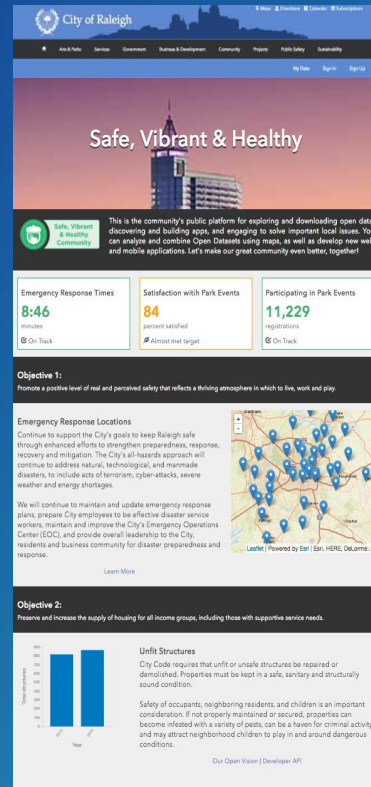 City of Raleigh
Maps Directions Calendar Subscriptions
Arts & Parks Services Government Business & Development Community Projects Public Safety Sustainability
My Data Sign In Sign Up
Safe, Vibrant & Healthy
Safe, Vibrant
& Healthy
Community
This is the community's public platform for exploring and downloading open data,
discovering and building apps, and engaging to solve important local issues. You
can analyze and combine Open Datasets using maps, as well as develop new web
and mobile applications. Let's make our great community even better, together!
Emergency Response Times
8:46
minutes
On Track
Satisfaction witih Park Events
84
percent satisfied
Almost met target
Participating in Park Events
11,229
registrations
On Track
Objective 1:
Promote a positive level of real and perceived safety that reflects a thriving atmosphere in which to live, work and play.
Emergency Response Locations
Continue to support the City's goals to keep Raleigh safe
through enhanced efforts to strengthen preparedness, response,
recovery and mitigation. The City's all-hazards approach will
continue to address natural, technological, and manmade
disasters, to include acts of terrorism, cyber-attacks, severe
weather and energy shortages.
We will continue to maintain and update emergency response
plans, prepare City employees to be effective disaster service
workers, maintain and improve the City's Emergency Operations
Center (EOC), and provide overall leadership to the City,
residents and business community for disaster preparedness and
response.
Learn More
+
-
Leaflet | Powered by Esri | Esri, HERE, DeLorme...
Objective 2:
Preserve and increase the supply of housing for all income groups, including those with supportive service needs.
Total structures
900
800
700
600
500
400
300
200
100
0
Year
Unfit Structures
City Code requires that unfit or unsafe structures be repaired or
demolished. Properties must be kept in a safe, sanitary and structurally
sound condition.
Safety of occupants, neighboring residents, and children is an important
consideration. If not properly maintained or secured, properties can
become infested with a variety of pests, can be a haven for criminal activity
and may attract neighborhood children to play in and around dangerous
conditions.
Our Open Vision | Developer API